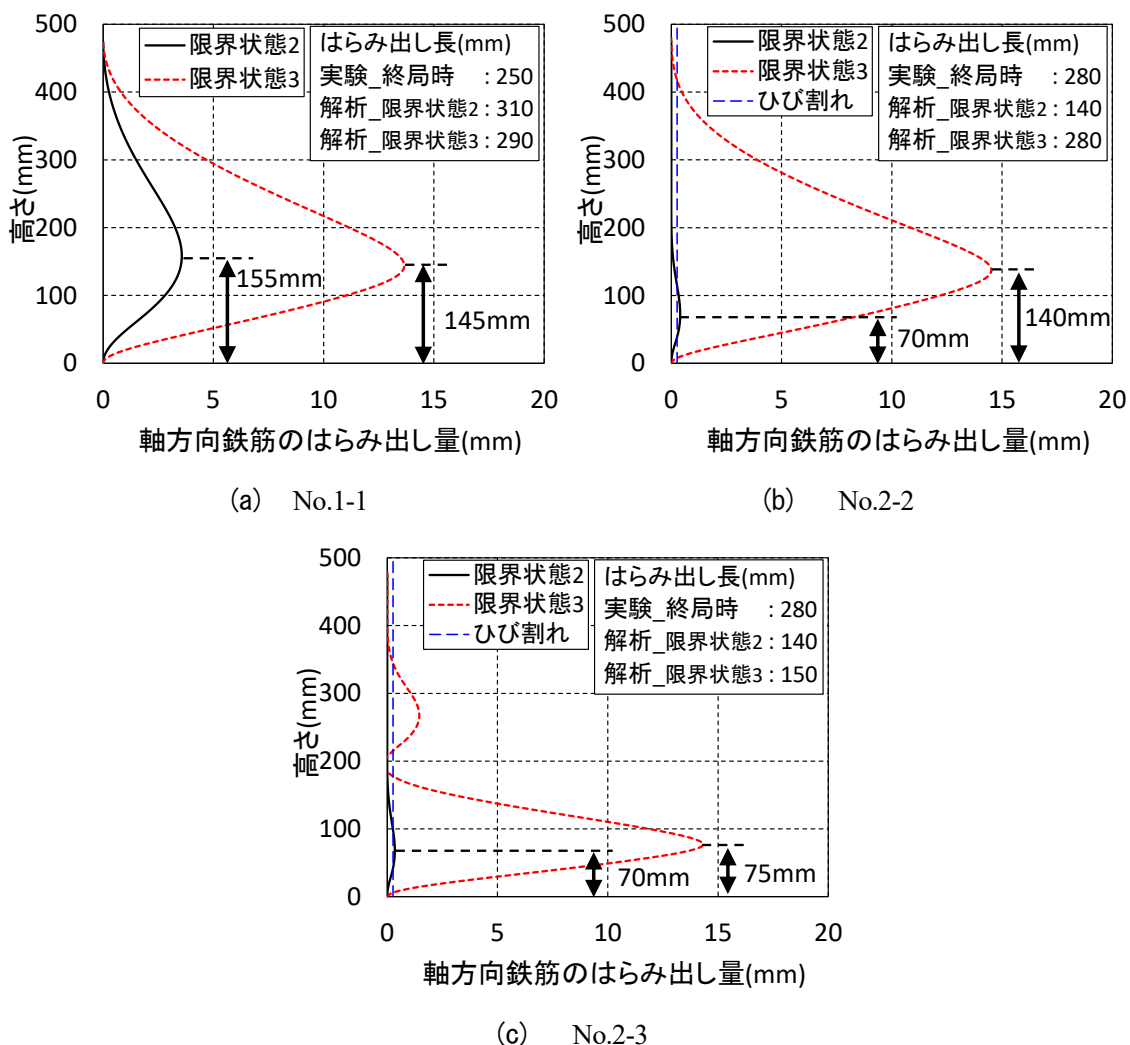 500
400
300
200
100
0
高さ(mm)
限界状態2
限界状態3
はらみ出し長(mm)
実験_終局時 : 250
解析_限界状態2 : 310
解析_限界状態3 : 290
155mm
145mm
0 5 10 15 20
軸方向鉄筋のはらみ出し量(mm)
(a) No.1-1
500
400
300
200
100
0
高さ(mm)
限界状態2
限界状態3
ひび割れ
はらみ出し長(mm)
実験_終局時 : 280
解析_限界状態2 : 140
解析_限界状態3 : 280
70mm
140mm
0 5 10 15 20
軸方向鉄筋のはらみ出し量(mm)
(b) No.2-2
500
400
300
200
100
0
高さ(mm)
限界状態2
限界状態3
ひび割れ
はらみ出し長(mm)
実験_終局時 : 280
解析_限界状態2 : 140
解析_限界状態3 : 150
70mm
75mm
0 5 10 15 20
軸方向鉄筋のはらみ出し量(mm)
(c) No.2-3